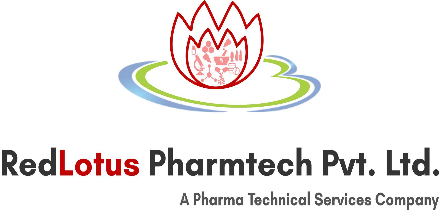 RedLotus Pharmtech Pvt. Ltd.
A Pharma Technical Services Company